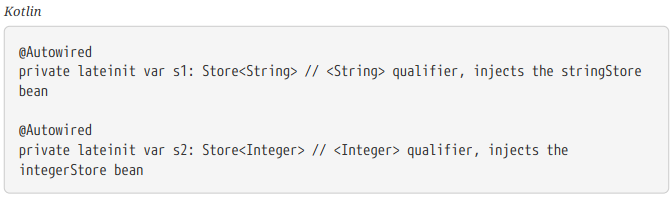 Kotlin
@Autowired
private lateinit var s1: Store<String> // <String> qualifier, injects the stringStore
bean
@Autowired
private lateinit var s2: Store<Integer> // <Integer> qualifier, injects the
integerStore bean